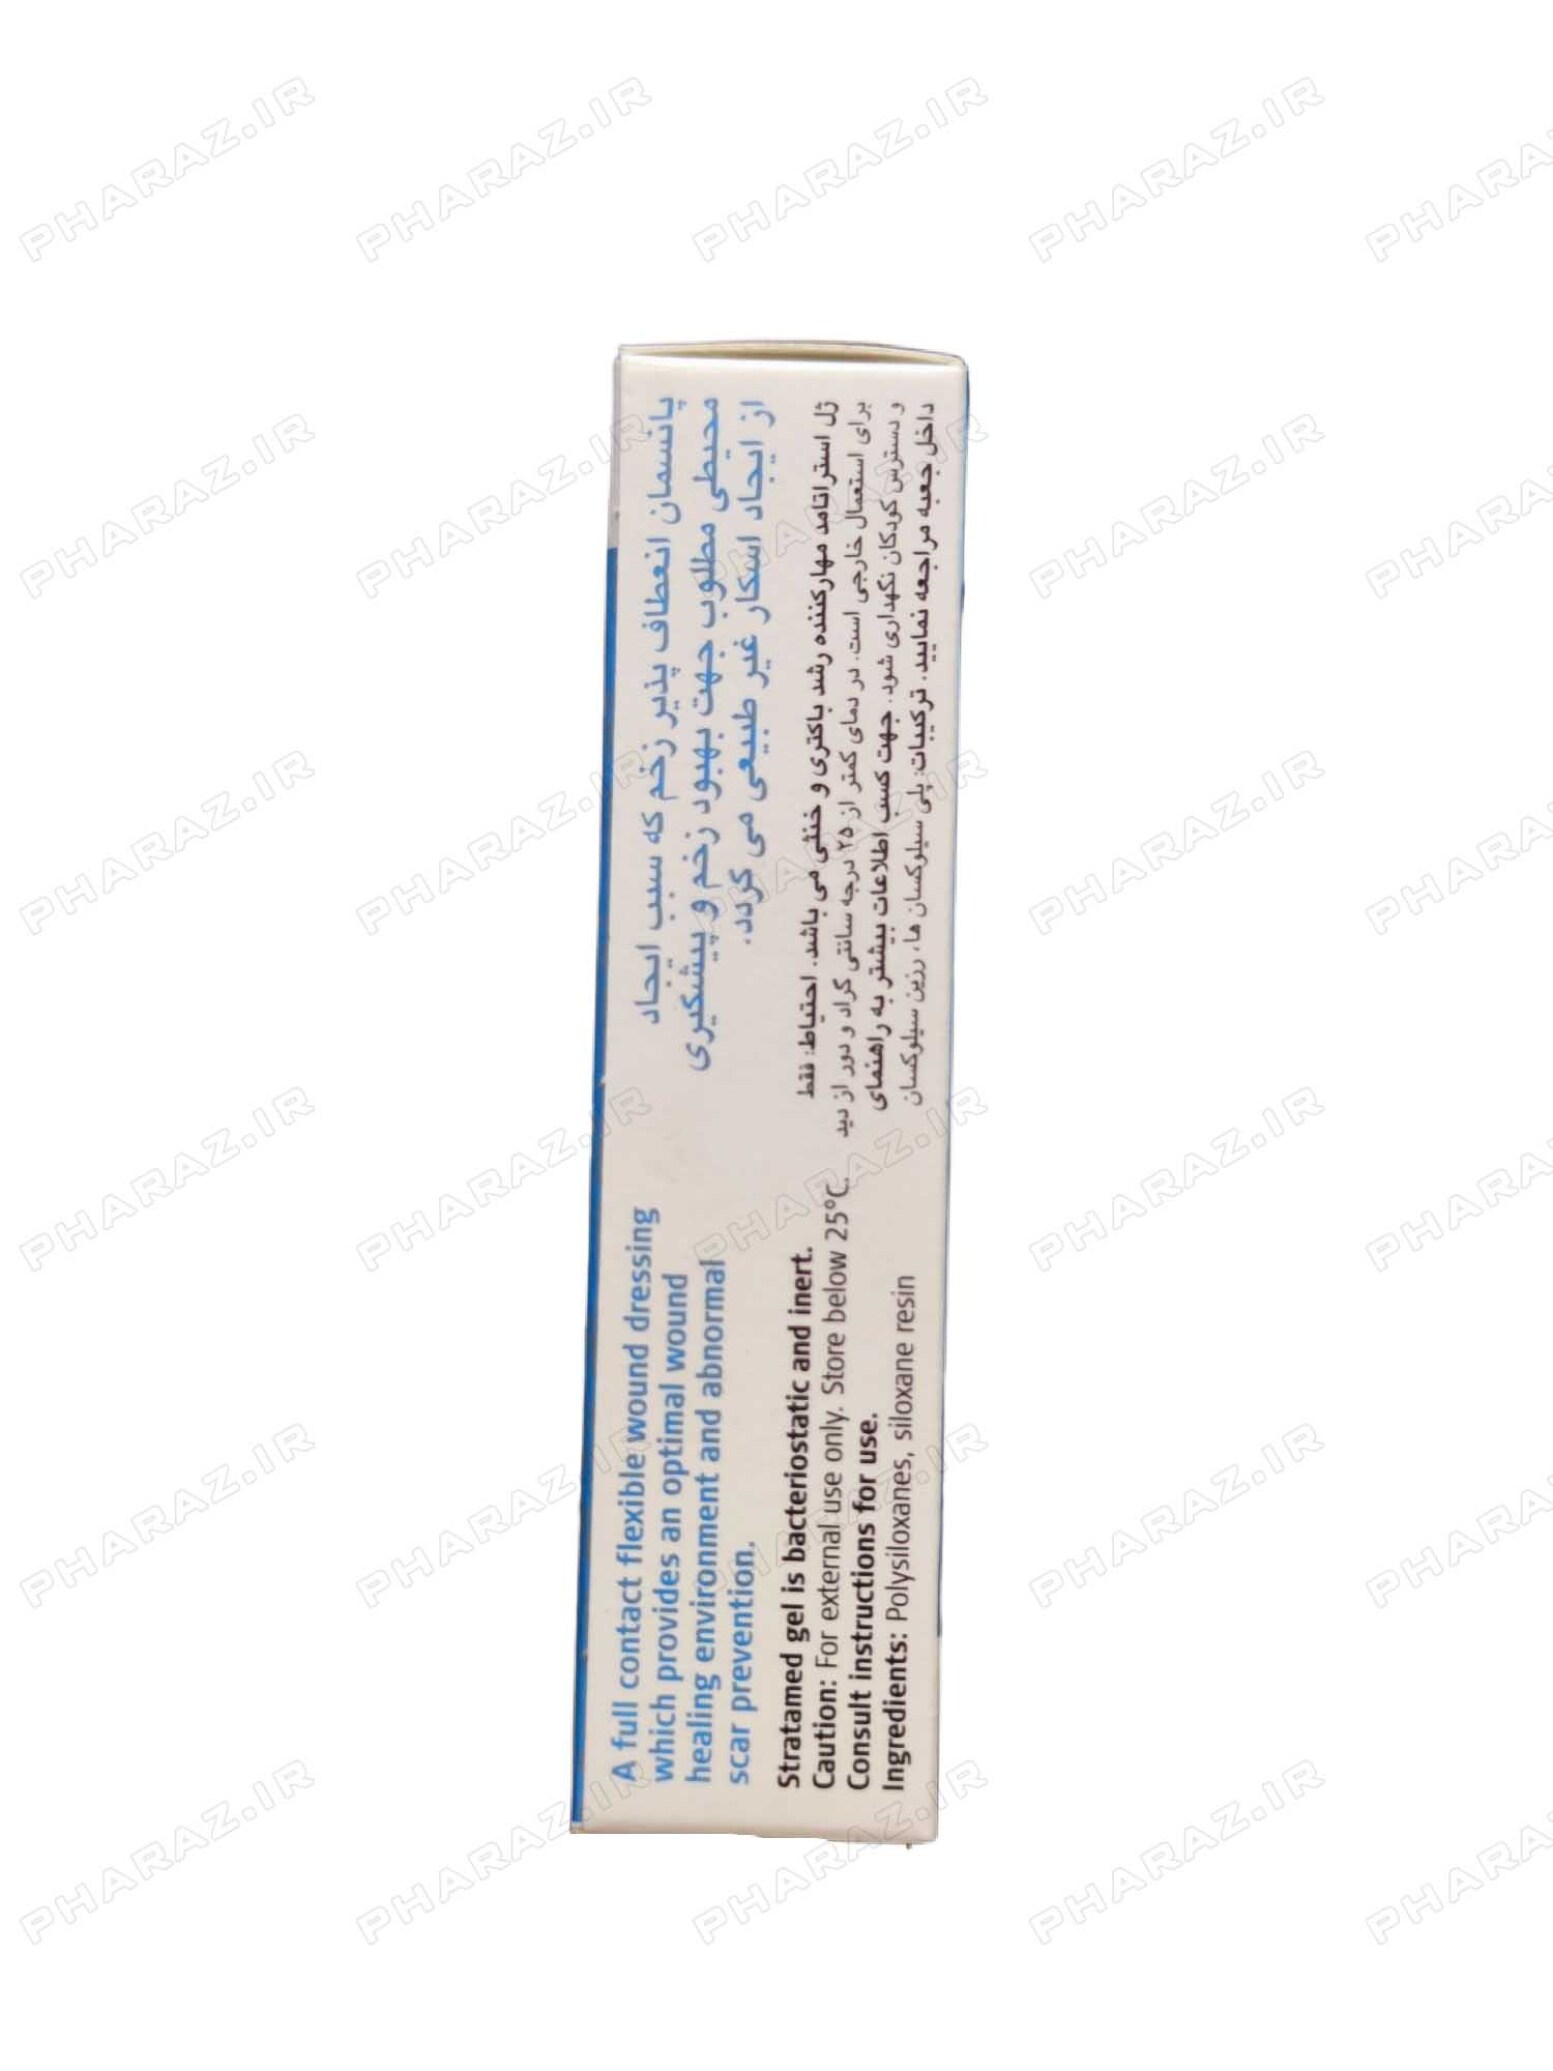 A full contact flexible wound dressing
which provides an optimal wound
healing environment and abnormal
scar prevention.
Stratamed gel is bacteriostatic and inert.
Caution: For external use only. Store below 25°C.
Consult instructions for use.
Ingredients: Polysiloxanes, siloxane resin
پانسمان انعطاف پذیر زخم که سبب ایجاد
محیطی مطلوب جهت بهبود زخم و پیشگیری
از ایجاد اسکار غیر طبیعی می گردد.
ژل استراتامد مهارکننده رشد باکتری و خنثی می باشد. احتیاط: فقط
برای استعمال خارجی است. در دمای کمتر از ۲۵ درجه سانتی گراد و دور از دید
و دسترس کودکان نگهداری شود. جهت کسب اطلاعات بیشتر به راهنمای
داخل جعبه مراجعه نمایید. ترکیبات: پلی سیلوکسان ها، رزین سیلوکسان
PHARAZ.IR